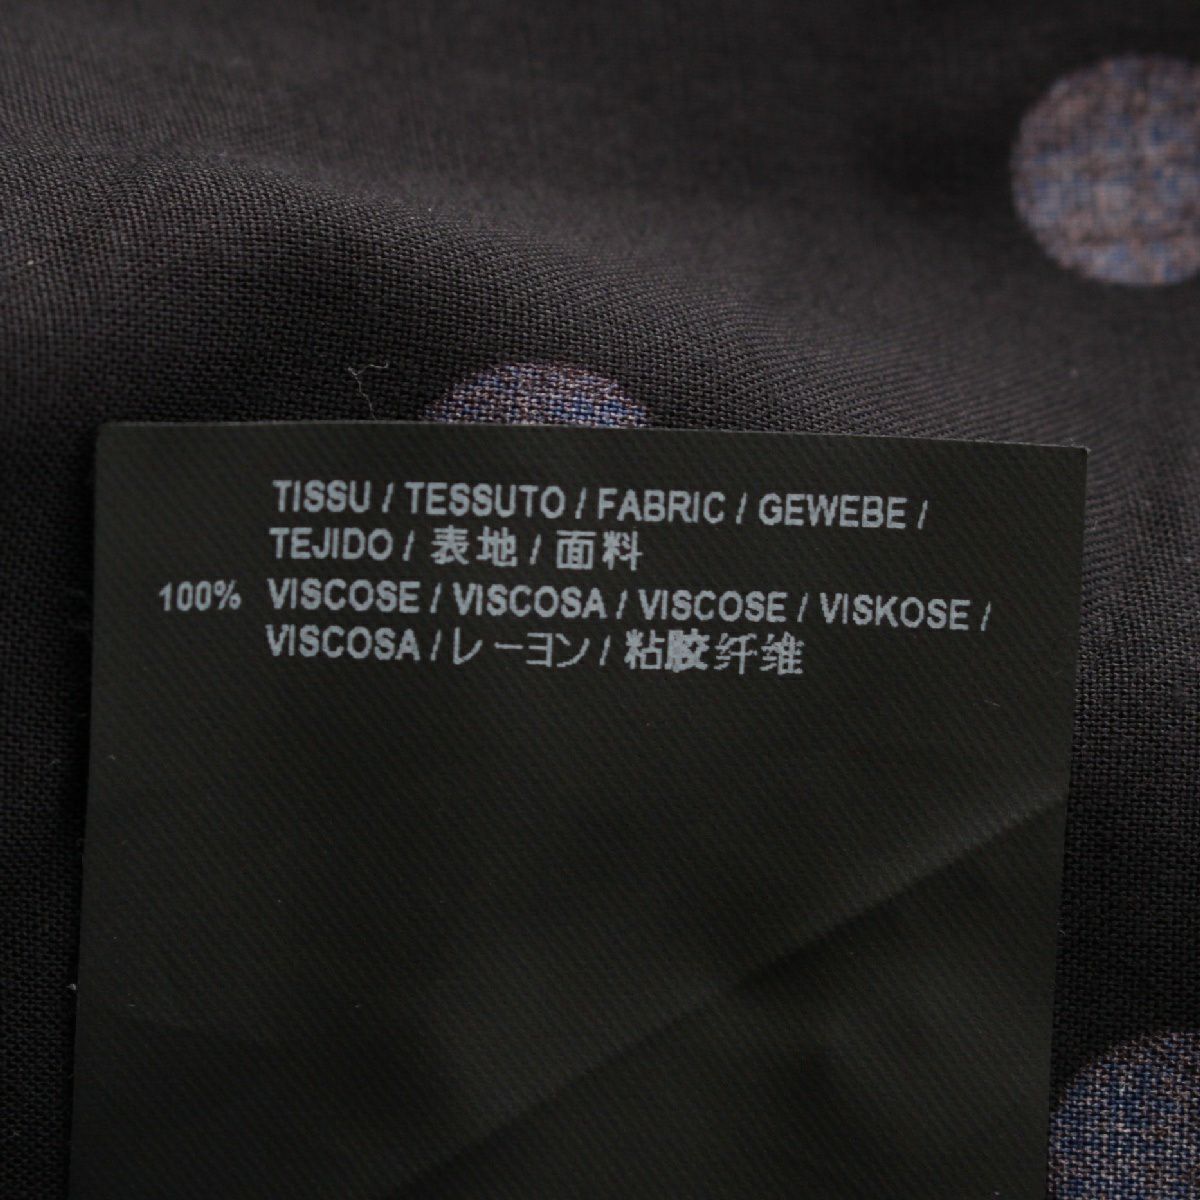 TISSU / TESSUTO / FABRIC / GEWEBE /
TEJIDO / 表地 / 面料
100% VISCOSE / VISCOSA / VISCOSE / VISKOSE /
VISCOSA / レーヨン / 粘胶纤维